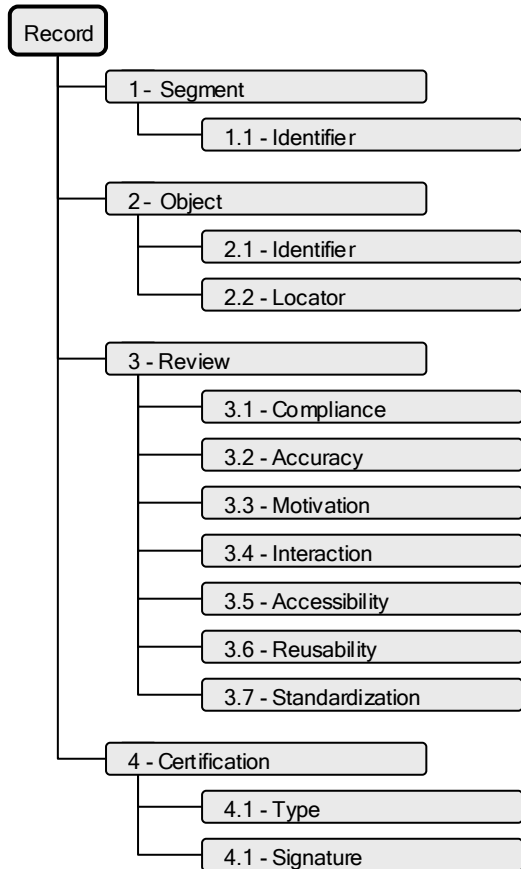 Record
1 - Segment
1.1 - Identifier
2 - Object
2.1 - Identifier
2.2 - Locator
3 - Review
3.1 - Compliance
3.2 - Accuracy
3.3 - Motivation
3.4 - Interaction
3.5 - Accessibility
3.6 - Reusability
3.7 - Standardization
4 - Certification
4.1 - Type
4.1 - Signature